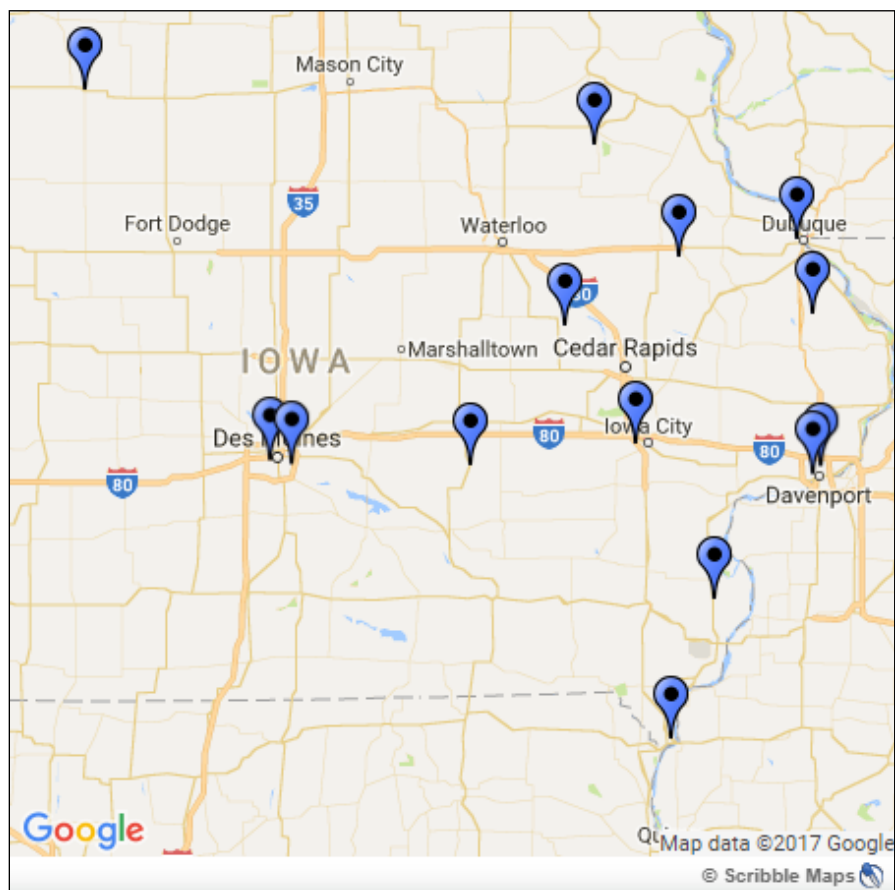 Mason City
35
Fort Dodge
Waterloo
Dubuque
80
IOWA
Marshalltown
Cedar Rapids
Des Moines
80
Iowa City
80
80
Davenport
Google
Map data ©2017 Google
© Scribble Maps